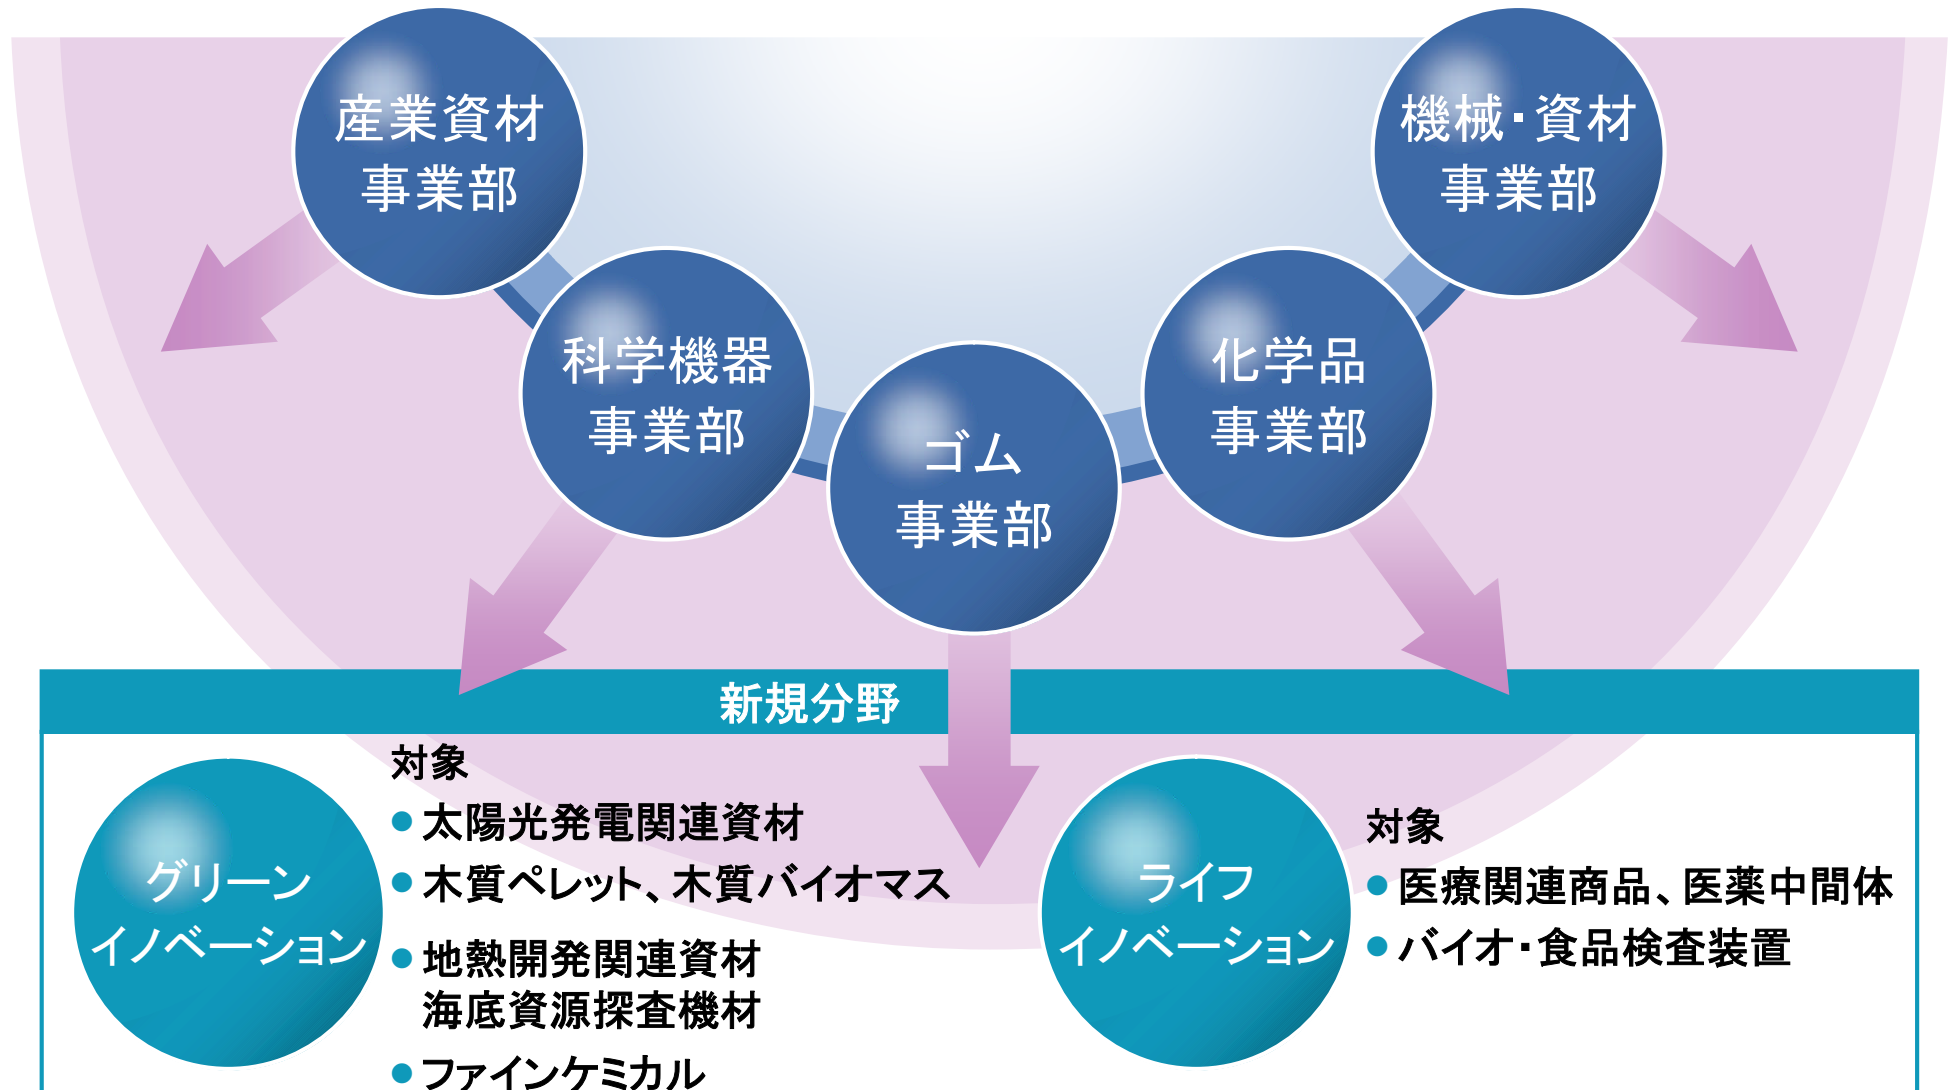 産業資材
事業部
機械・資材
事業部
科学機器
事業部
化学品
事業部
ゴム
事業部
新規分野
グリーン
イノベーション
対象
● 太陽光発電関連資材
● 木質ペレット、木質バイオマス
● 地熱開発関連資材
海底資源探査機材
● ファインケミカル
ライフ
イノベーション
対象
● 医療関連商品、医薬中間体
● バイオ・食品検査装置